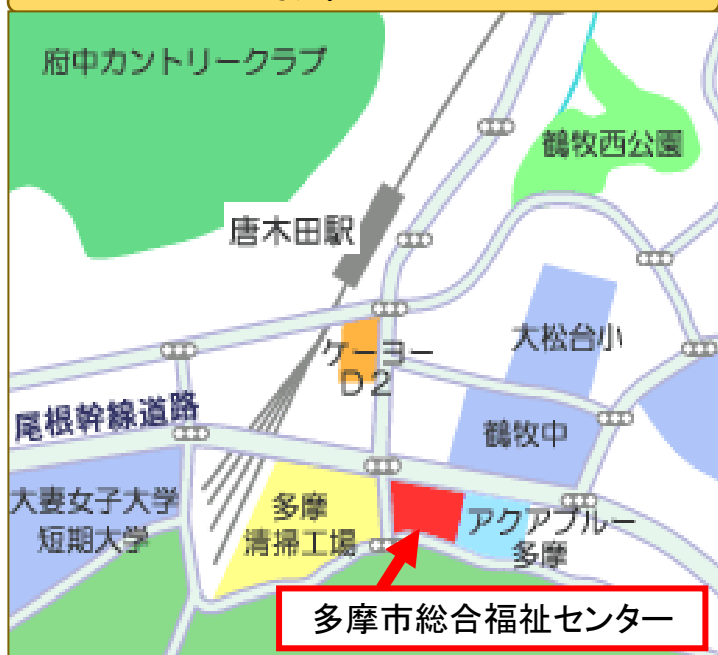 府中カントリークラブ
鶴牧西公園
唐木田駅
大松台小
ケーヨー
D2
尾根幹線道路
鶴牧中
大妻女子大学
短期大学
多摩
清掃工場
アクアブルー
多摩
多摩市総合福祉センター